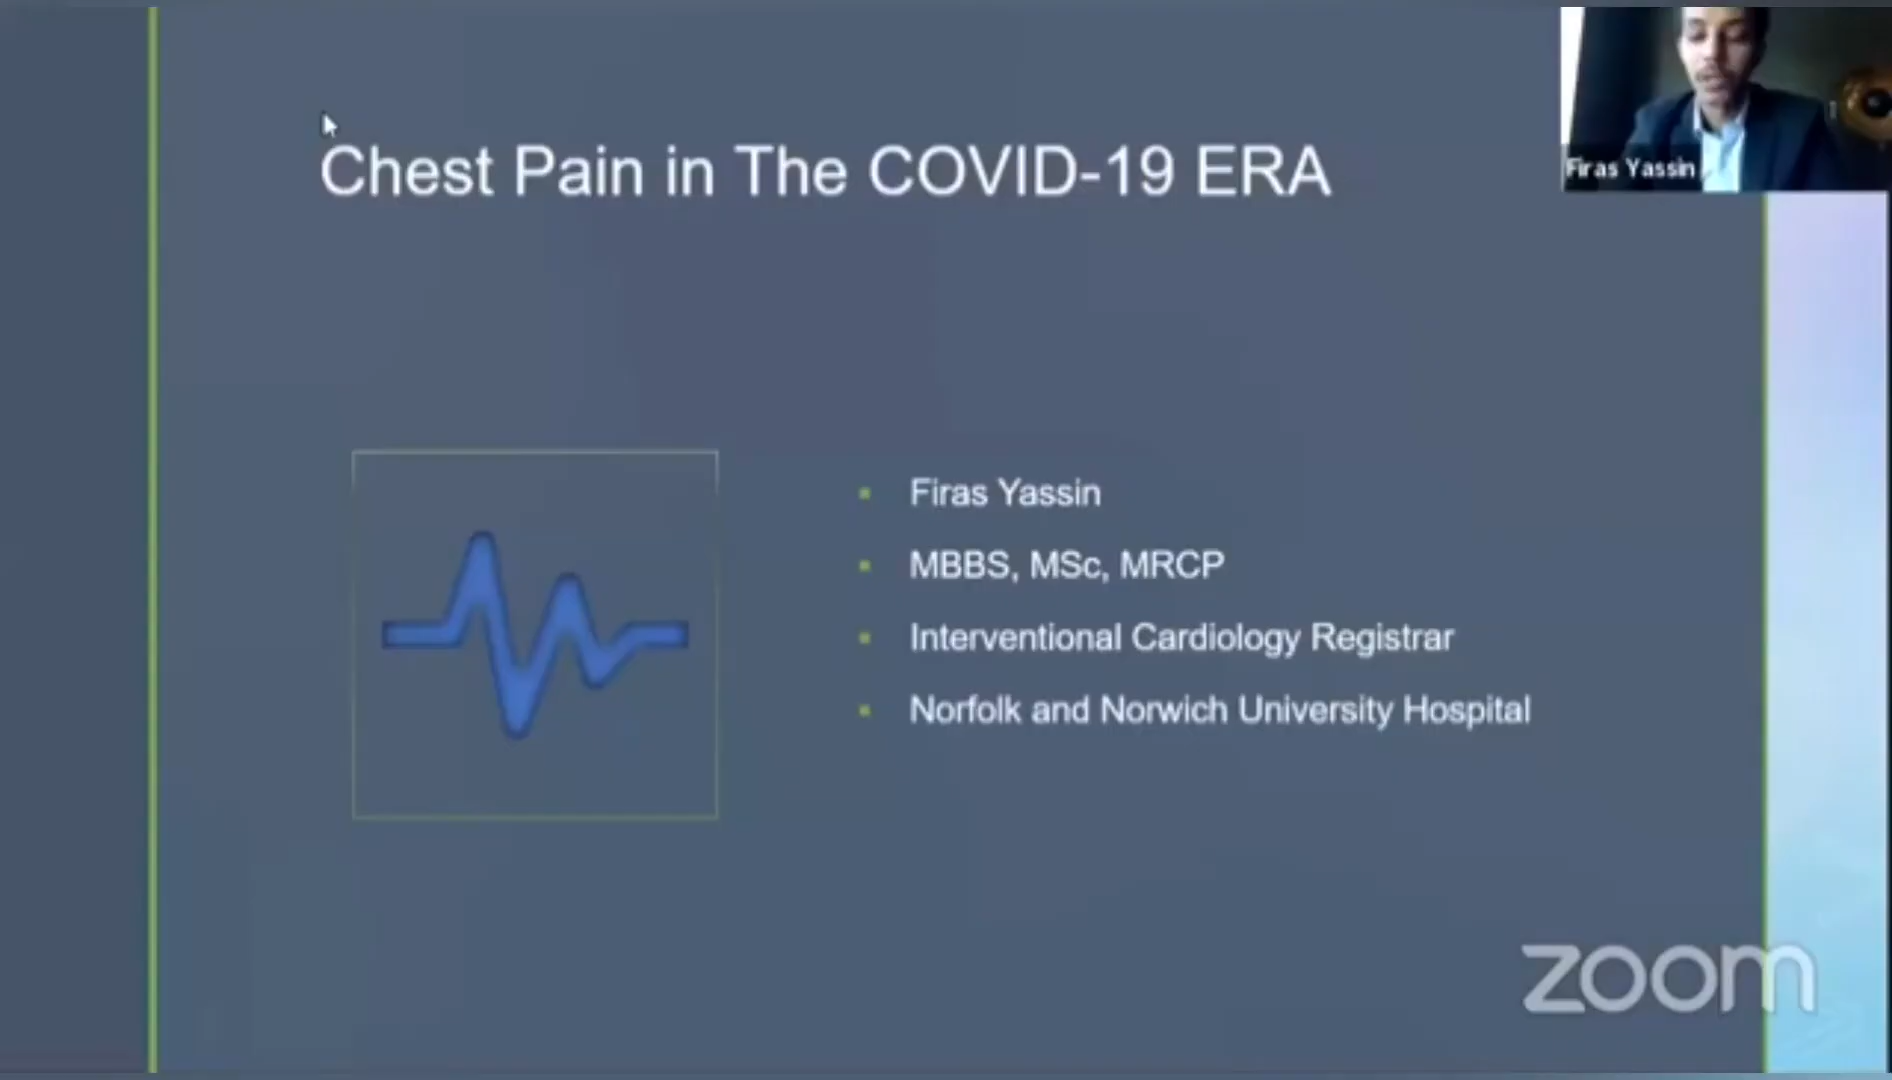 Chest Pain in The COVID-19 ERA
Firas Yassin
Firas Yassin
MBBS, MSc, MRCP
Interventional Cardiology Registrar
Norfolk and Norwich University Hospital
zoom